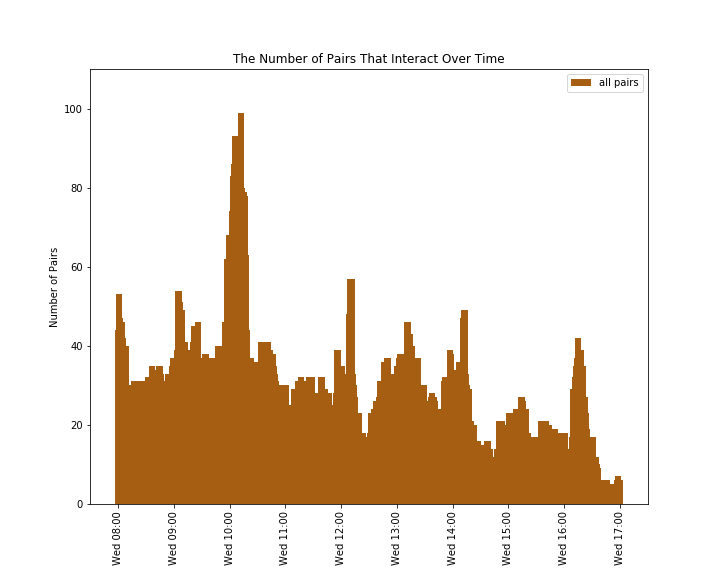 The Number of Pairs That Interact Over Time
all pairs
Number of Pairs
100
80
60
40
20
0
Wed 08:00
Wed 09:00
Wed 10:00
Wed 11:00
Wed 12:00
Wed 13:00
Wed 14:00
Wed 15:00
Wed 16:00
Wed 17:00